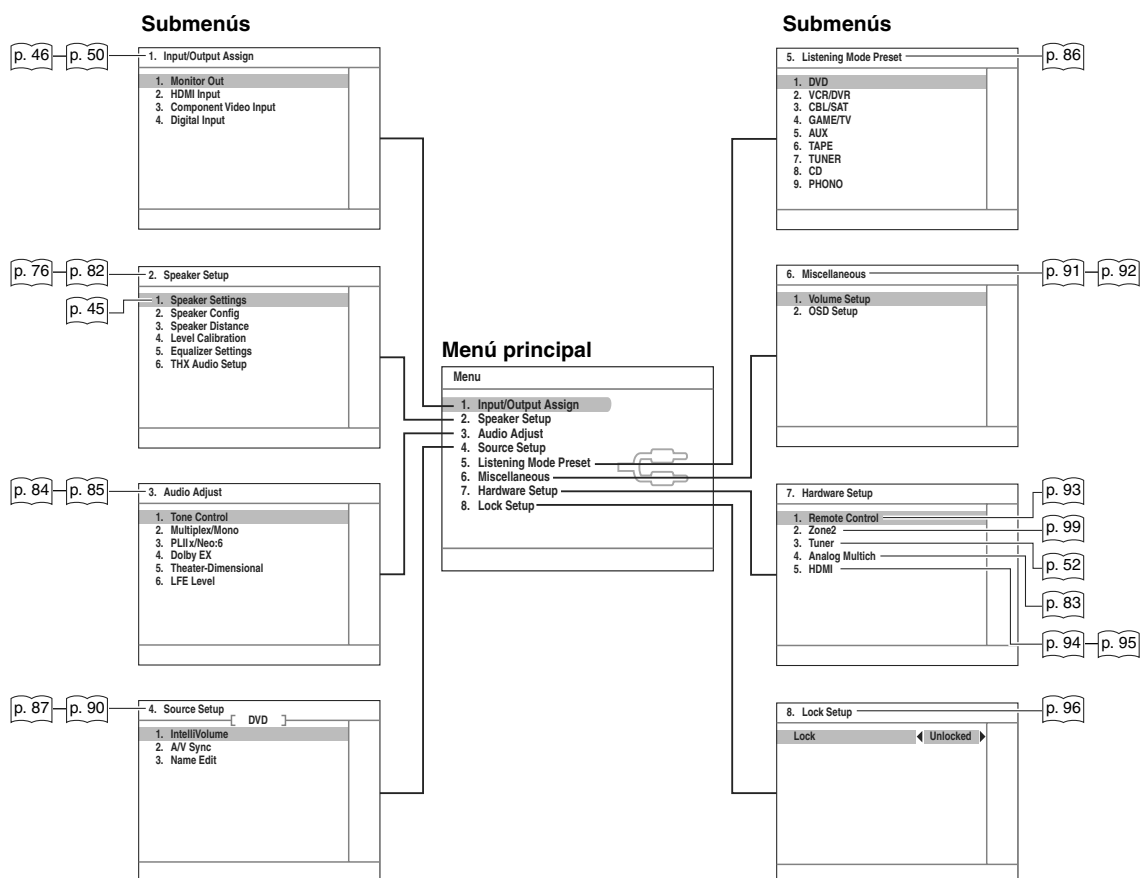 Submenús
p. 46
p. 50
1. Input/Output Assign
1. Monitor Out
2. HDMI Input
3. Component Video Input
4. Digital Input
p. 76
p. 82
2. Speaker Setup
p. 45
1. Speaker Settings
2. Speaker Config
3. Speaker Distance
4. Level Calibration
5. Equalizer Settings
6. THX Audio Setup
p. 84
p. 85
3. Audio Adjust
1. Tone Control
2. Multiplex/Mono
3. PLIIx/Neo:6
4. Dolby EX
5. Theater-Dimensional
6. LFE Level
p. 87
p. 90
4. Source Setup
DVD
1. IntelliVolume
2. A/V Sync
3. Name Edit
Menú principal
Menu
1. Input/Output Assign
2. Speaker Setup
3. Audio Adjust
4. Source Setup
5. Listening Mode Preset
6. Miscellaneous
7. Hardware Setup
8. Lock Setup
Submenús
5. Listening Mode Preset
p. 86
1. DVD
2. VCR/DVR
3. CBL/SAT
4. GAME/TV
5. AUX
6. TAPE
7. TUNER
8. CD
9. PHONO
6. Miscellaneous
p. 91
p. 92
1. Volume Setup
2. OSD Setup
7. Hardware Setup
1. Remote Control
2. Zone2
3. Tuner
4. Analog Multich
5. HDMI
p. 93
p. 99
p. 52
p. 83
p. 94
p. 95
8. Lock Setup
p. 96
Lock
Unlocked